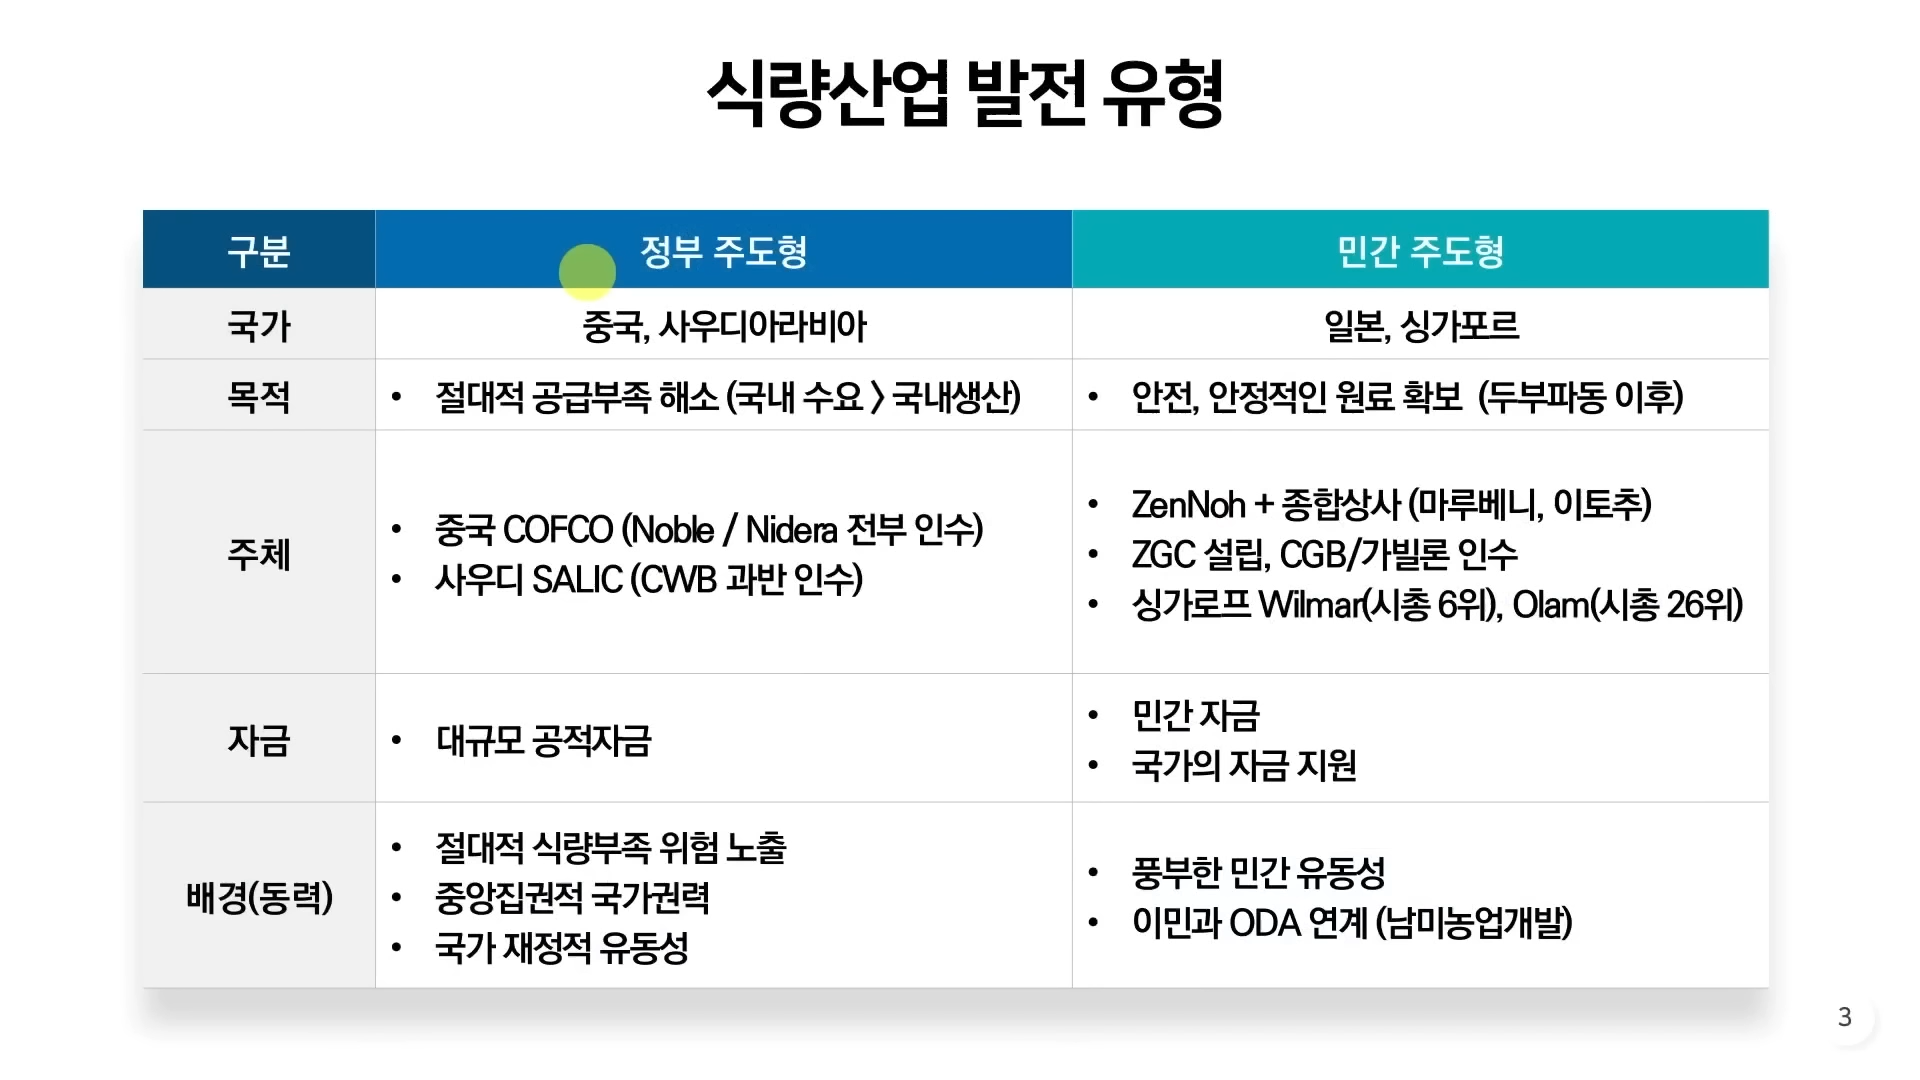 식량산업 발전 유형
구분
정부 주도형
민간 주도형
국가
중국, 사우디아라비아
일본, 싱가포르
목적
• 절대적 공급부족 해소 (국내 수요 > 국내생산)
• 안전, 안정적인 원료 확보 (두부파동 이후)
주체
• 중국 COFCO (Noble / Nidera 전부 인수)
• 사우디 SALIC (CWB 과반 인수)
• ZenNoh + 종합상사 (마루베니, 이토추)
• ZGC 설립, CGB/가빌론 인수
• 싱가로프 Wilmar(시총 6위), Olam(시총 26위)
자금
• 대규모 공적자금
• 민간 자금
• 국가의 자금 지원
배경(동력)
• 절대적 식량부족 위험 노출
• 중앙집권적 국가권력
• 국가 재정적 유동성
• 풍부한 민간 유동성
• 이민과 ODA 연계 (남미농업개발)
3